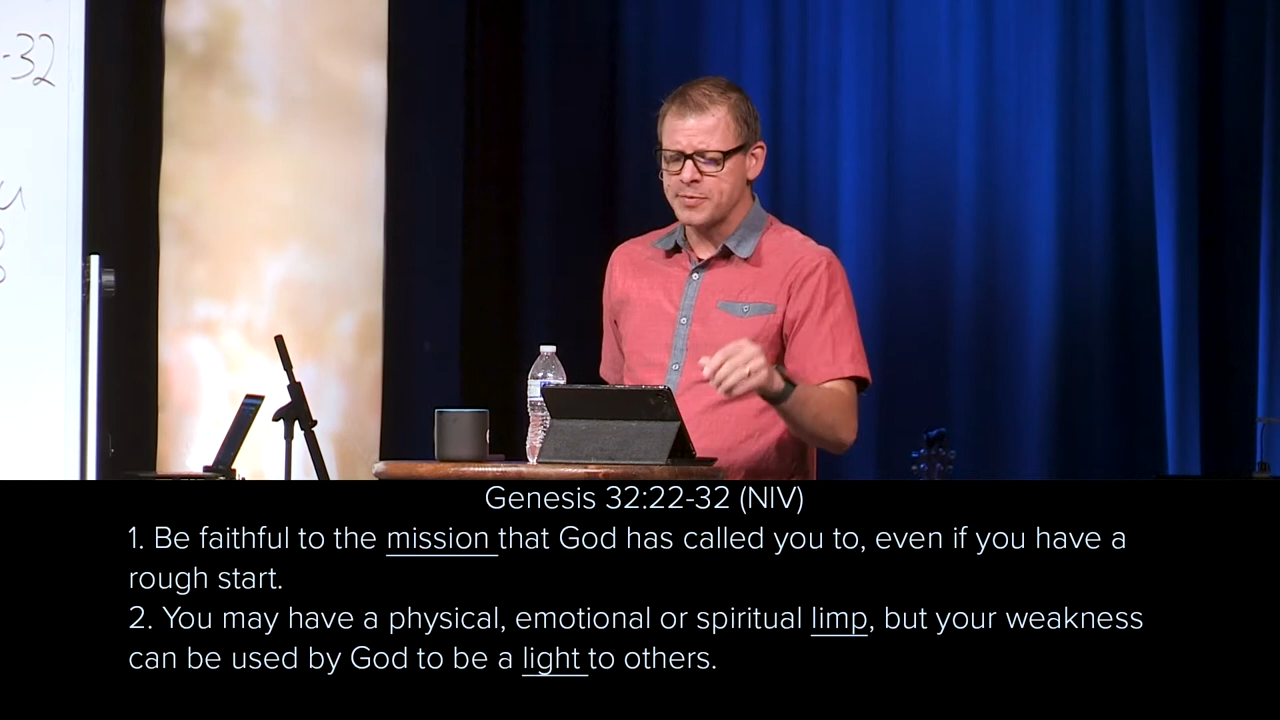 -32
Genesis 32:22-32 (NIV)
1. Be faithful to the mission that God has called you to, even if you have a
rough start.
2. You may have a physical, emotional or spiritual limp, but your weakness
can be used by God to be a light to others.